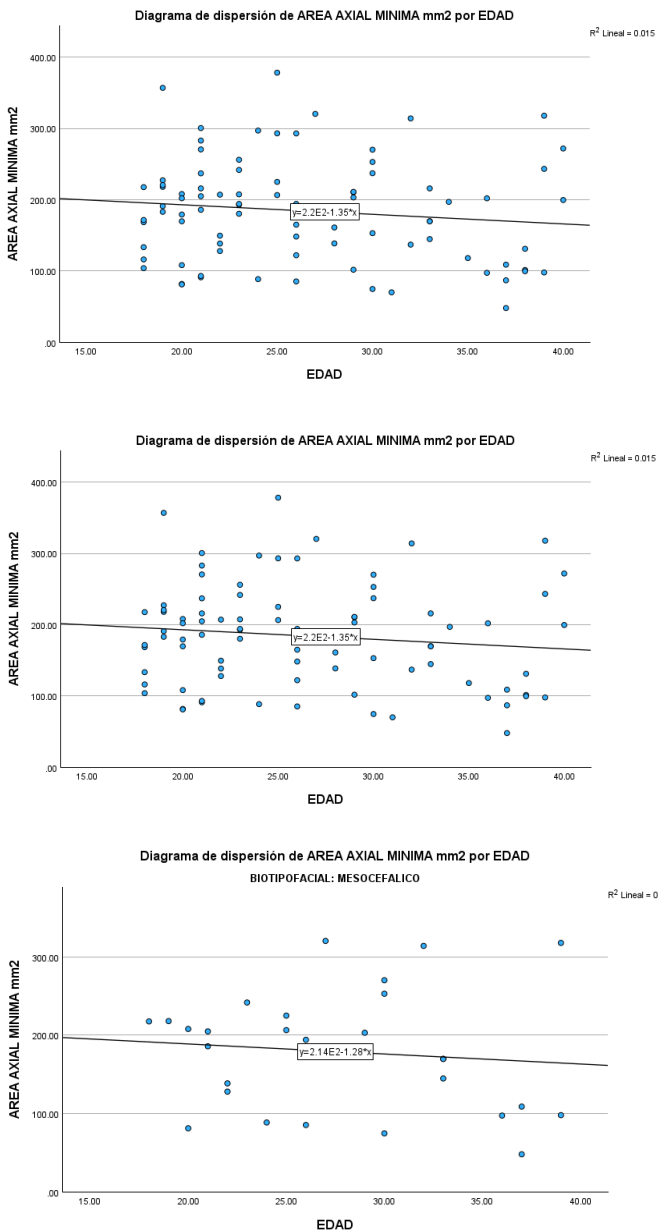 Diagrama de dispersión de AREA AXIAL MINIMA mm2 por EDAD
R2 Lineal = 0.015
400.00
300.00
200.00
100.00
.00
AREA AXIAL MINIMA mm2
y=2.2E2-1.35*x
15.00 20.00 25.00 30.00 35.00 40.00
EDAD
Diagrama de dispersión de AREA AXIAL MINIMA mm2 por EDAD
R2 Lineal = 0.015
400.00
300.00
200.00
100.00
.00
AREA AXIAL MINIMA mm2
y=2.2E2-1.35*x
15.00 20.00 25.00 30.00 35.00 40.00
EDAD
Diagrama de dispersión de AREA AXIAL MINIMA mm2 por EDAD
BIOTIPOFACIAL: MESOCEFALICO
R2 Lineal = 0
300.00
200.00
100.00
.00
AREA AXIAL MINIMA mm2
y=2.14E2-1.28*x
15.00 20.00 25.00 30.00 35.00 40.00
EDAD